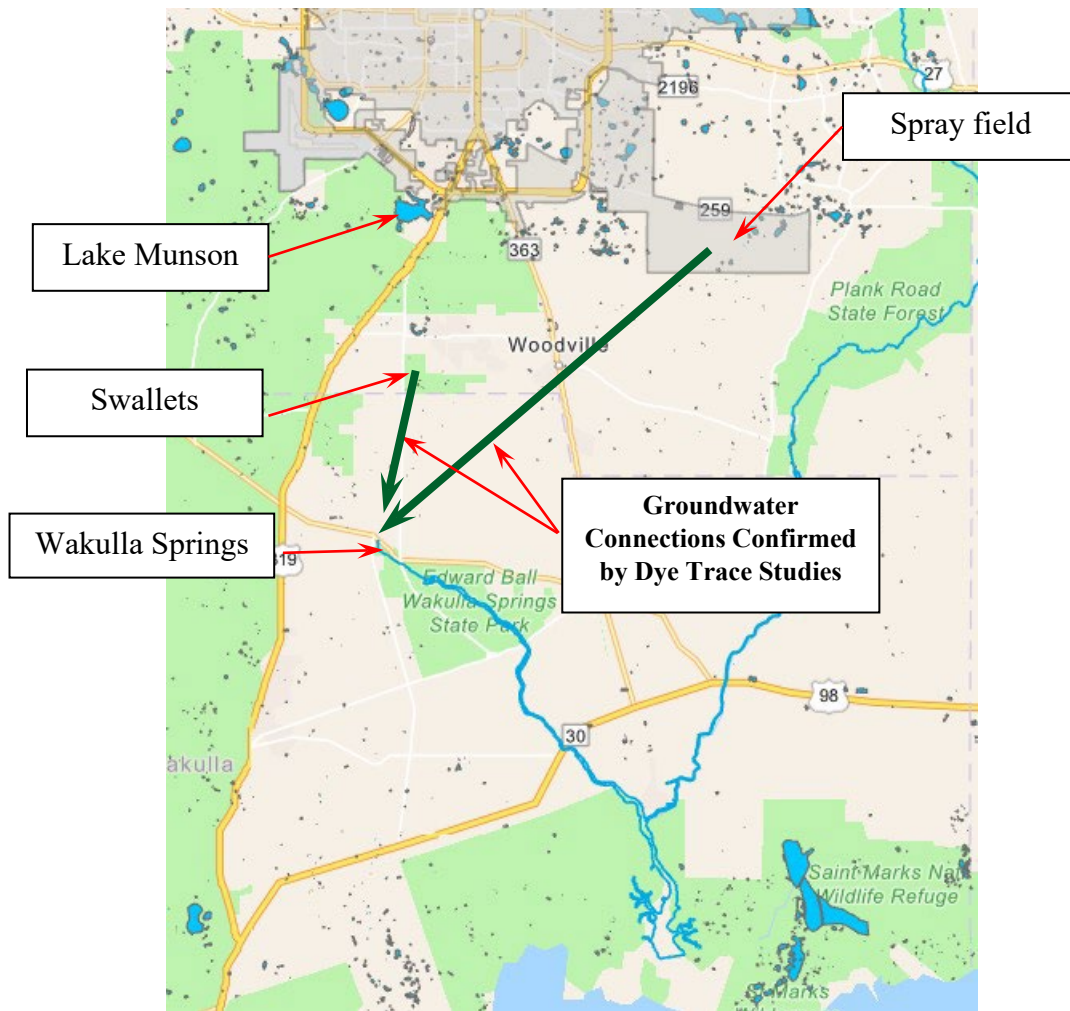 27
2196
Spray field
259
Lake Munson
363
Plank Road
State Forest
Woodville
Swallets
Groundwater
Connections Confirmed
by Dye Trace Studies
Wakulla Springs
319
Edward Ball
Wakulla Springs
State Park
98
30
akulla
Saint Marks Nat
Wildlife Refuge
St Marks